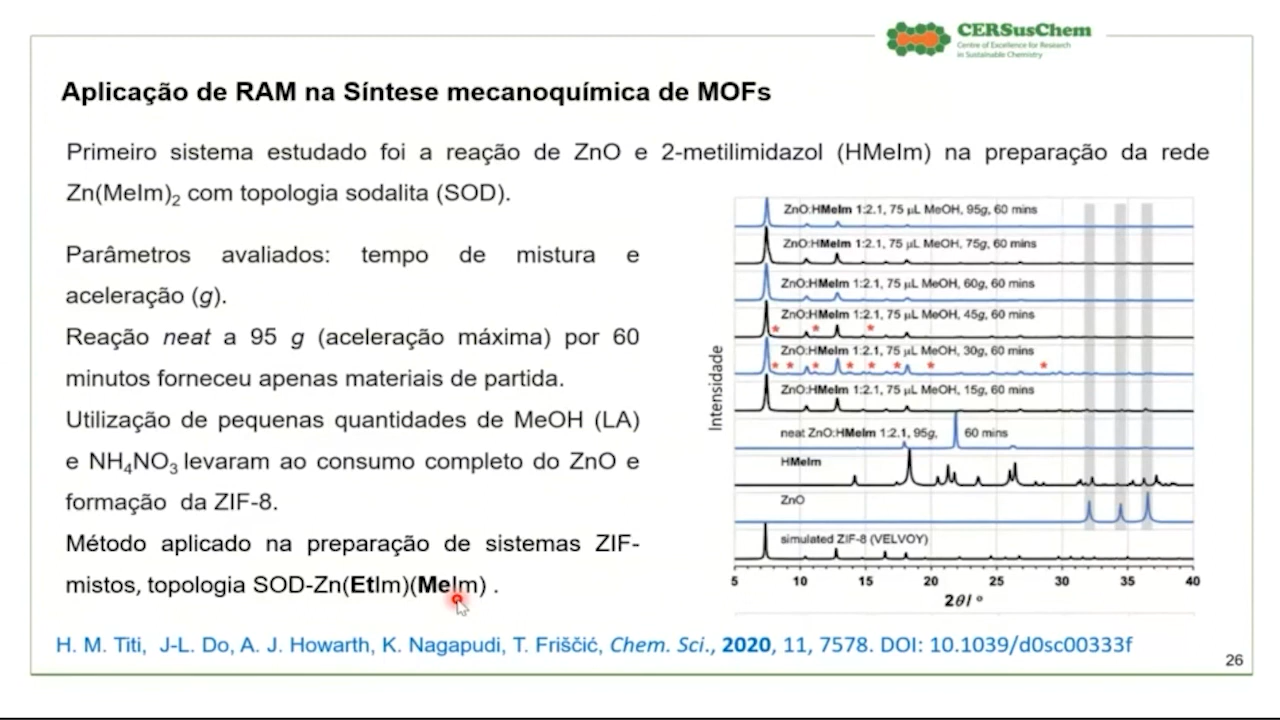 CERSusChem
Centre of Excellence for Research
in Sustainable Chemistry
Aplicação de RAM na Síntese mecanoquímica de MOFs
Primeiro sistema estudado foi a reação de ZnO e 2-metilimidazol (HMeIm) na preparação da rede
Zn(MeIm)₂ com topologia sodalita (SOD).
Parâmetros avaliados: tempo de mistura e
aceleração (g).
Reação neat a 95 g (aceleração máxima) por 60
minutos forneceu apenas materiais de partida.
Utilização de pequenas quantidades de MeOH (LA)
e NH₄NO₃ levaram ao consumo completo do ZnO e
formação da ZIF-8.
Método aplicado na preparação de sistemas ZIF-
mistos, topologia SOD-Zn(EtIm)(MeIm) .
Intensidade
ZnO:HMeIm 1:2.1, 75 μL MeOH, 95g, 60 mins
ZnO:HMeIm 1:2.1, 75 μL MeOH, 75g, 60 mins
ZnO:HMeIm 1:2.1, 75 μL MeOH, 60g, 60 mins
ZnO:HMeIm 1:2.1, 75 μL MeOH, 45g, 60 mins
* * *
ZnO:HMeIm 1:2.1, 75 μL MeOH, 30g, 60 mins
* * * * * * * *
ZnO:HMeIm 1:2.1, 75 μL MeOH, 15g, 60 mins
neat ZnO:HMeIm 1:2.1, 95g, 60 mins
HMeIm
ZnO
simulated ZIF-8 (VELVOY)
5 10 15 20 25 30 35 40
2θ/ °
H. M. Titi, J-L. Do, A. J. Howarth, K. Nagapudi, T. Friščić, Chem. Sci., 2020, 11, 7578. DOI: 10.1039/d0sc00333f
26